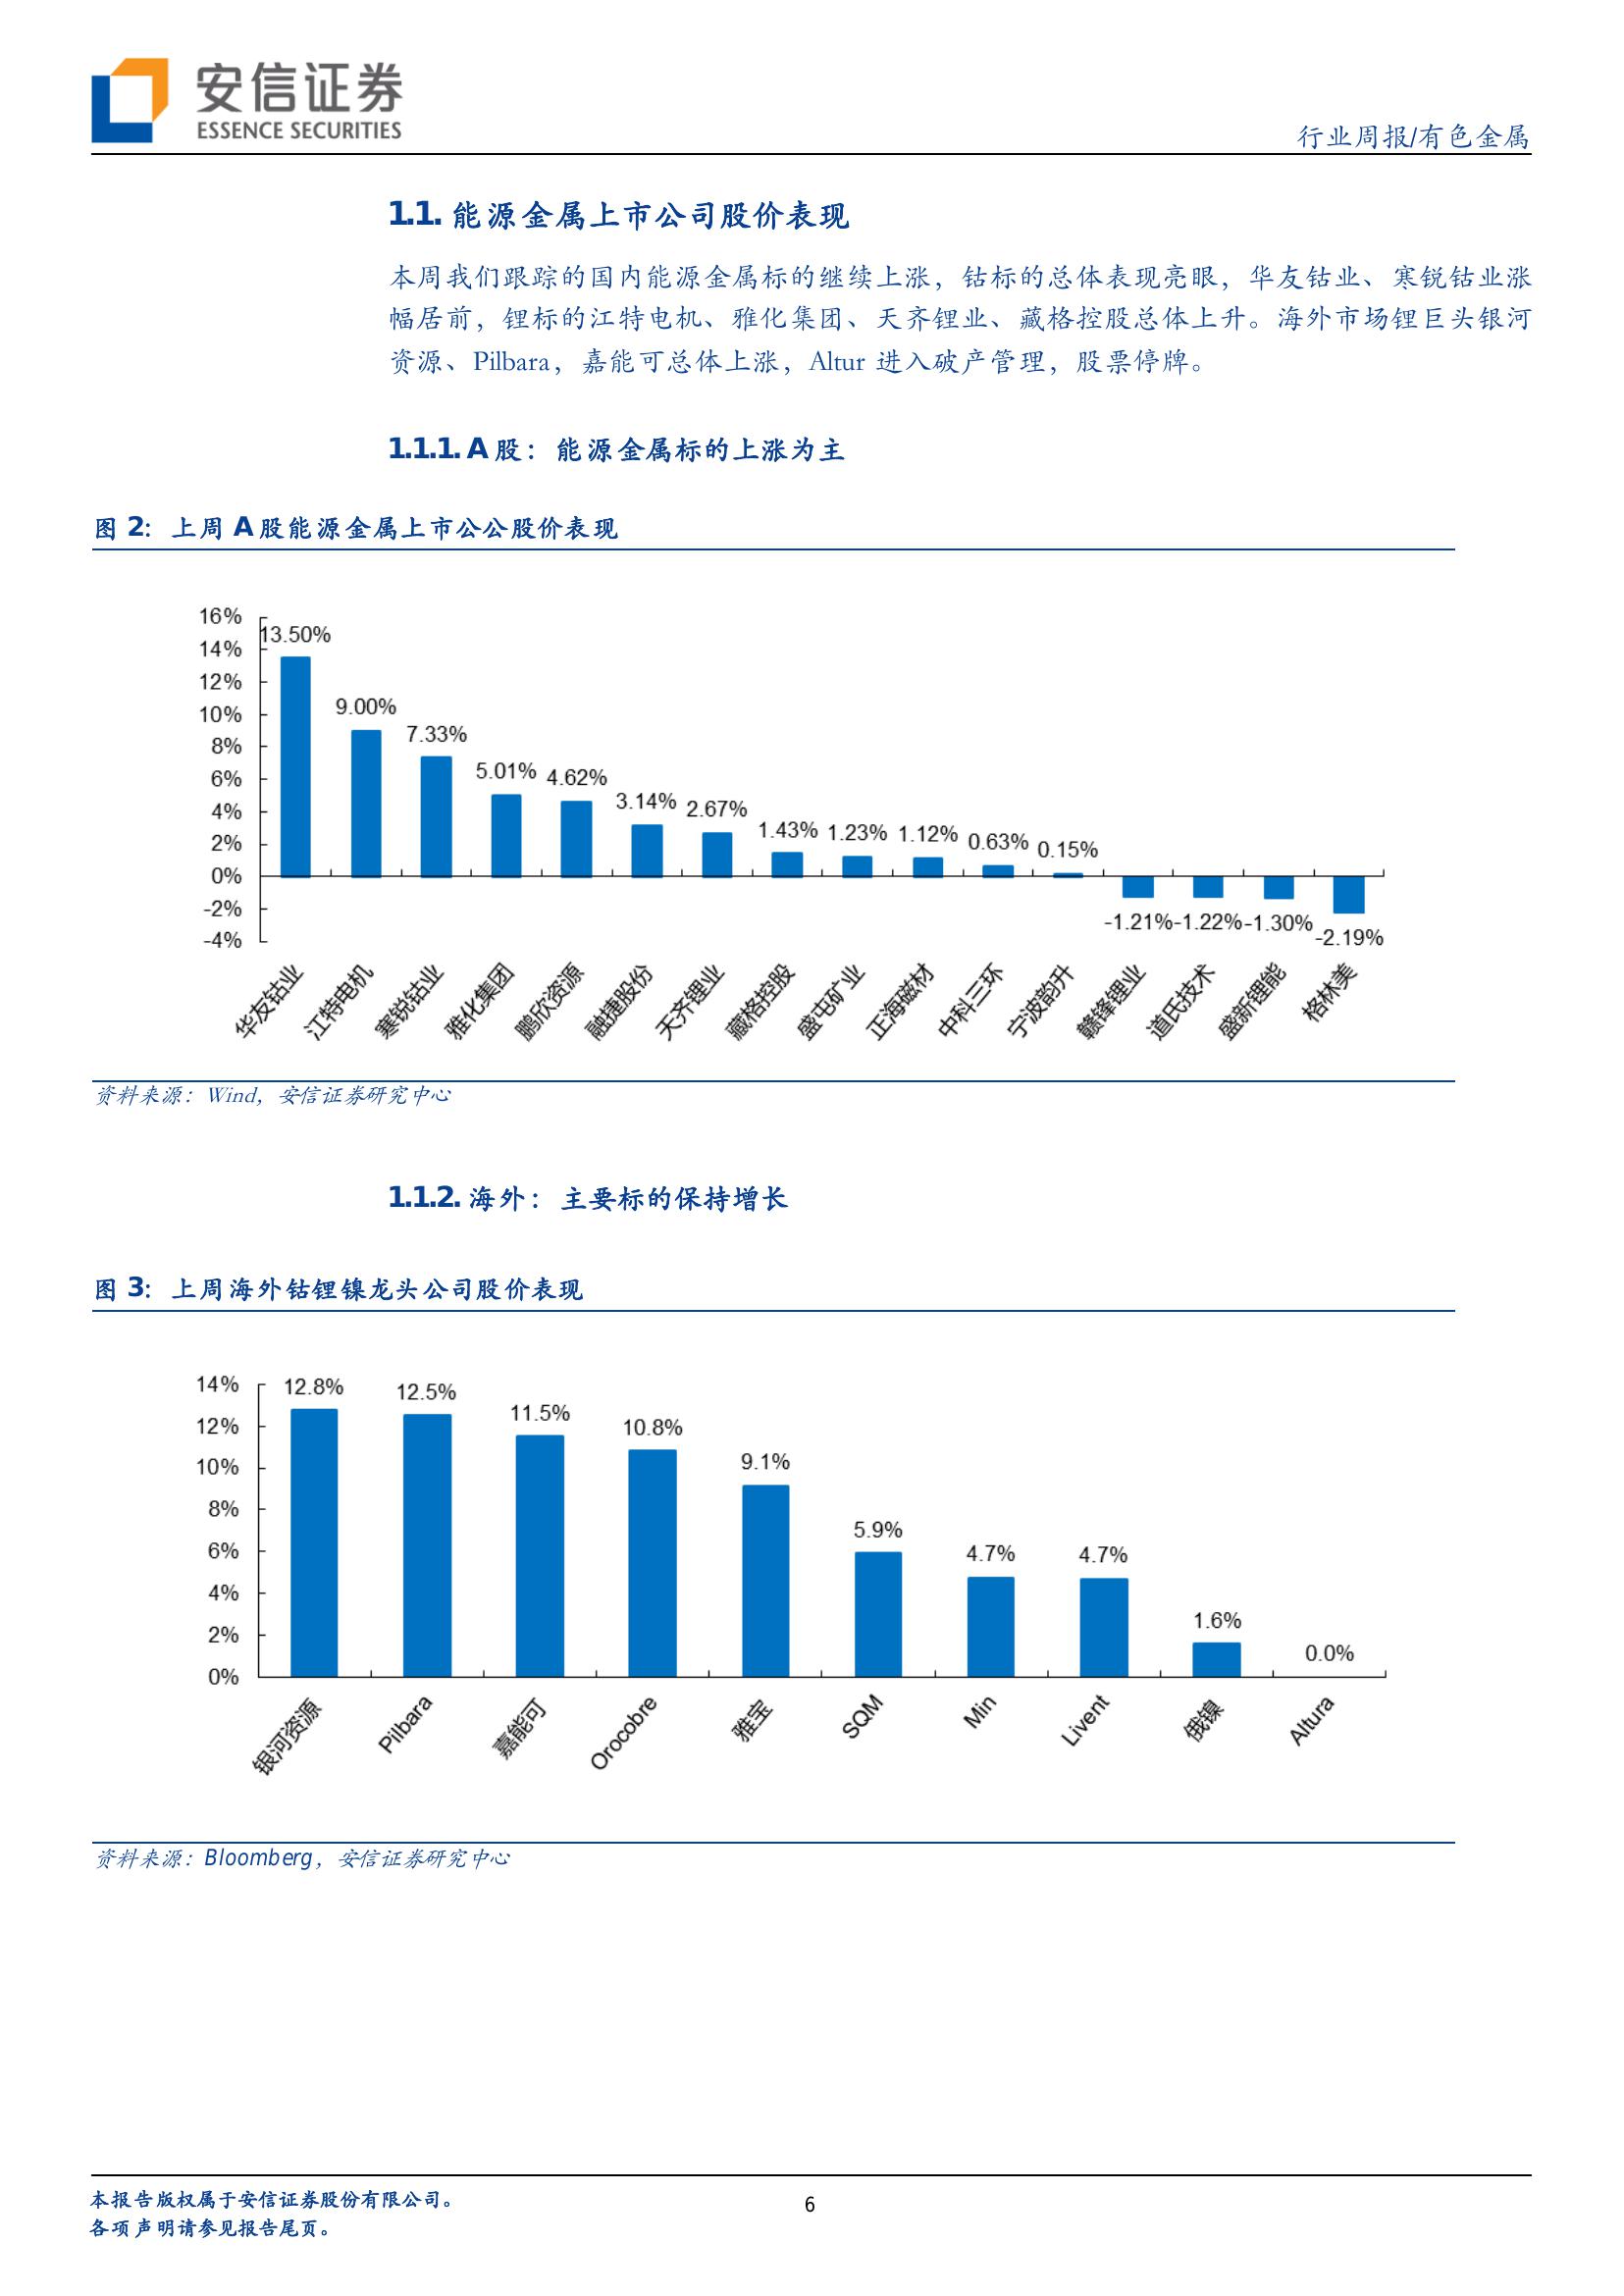 安信证券
ESSENCE SECURITIES
行业周报/有色金属
1.1. 能源金属上市公司股价表现
本周我们跟踪的国内能源金属标的继续上涨，钴标的总体表现亮眼，华友钴业、寒锐钴业涨
幅居前，锂标的江特电机、雅化集团、天齐锂业、藏格控股总体上升。海外市场锂巨头银河
资源、Pilbara，嘉能可总体上涨，Altur 进入破产管理，股票停牌。
1.1.1. A 股：能源金属标的上涨为主
图 2：上周 A 股能源金属上市公公股价表现
16%
14%
12%
10%
8%
6%
4%
2%
0%
-2%
-4%
13.50%
9.00%
7.33%
5.01%
4.62%
3.14%
2.67%
1.43%
1.23%
1.12%
0.63%
0.15%
-1.21%
-1.22%
-1.30%
-2.19%
华友钴业
江特电机
寒锐钴业
雅化集团
鹏欣资源
融捷股份
天齐锂业
藏格控股
盛屯矿业
正海磁材
中科三环
宁波韵升
赣锋锂业
道氏技术
盛新锂能
格林美
资料来源：Wind，安信证券研究中心
1.1.2. 海外：主要标的保持增长
图 3：上周海外钴锂镍龙头公司股价表现
14%
12%
10%
8%
6%
4%
2%
0%
12.8%
12.5%
11.5%
10.8%
9.1%
5.9%
4.7%
4.7%
1.6%
0.0%
银河资源
Pilbara
嘉能可
Orocobre
雅宝
SQM
Min
Livent
俄镍
Altura
资料来源：Bloomberg，安信证券研究中心
本报告版权属于安信证券股份有限公司。
各项声明请参见报告尾页。
6